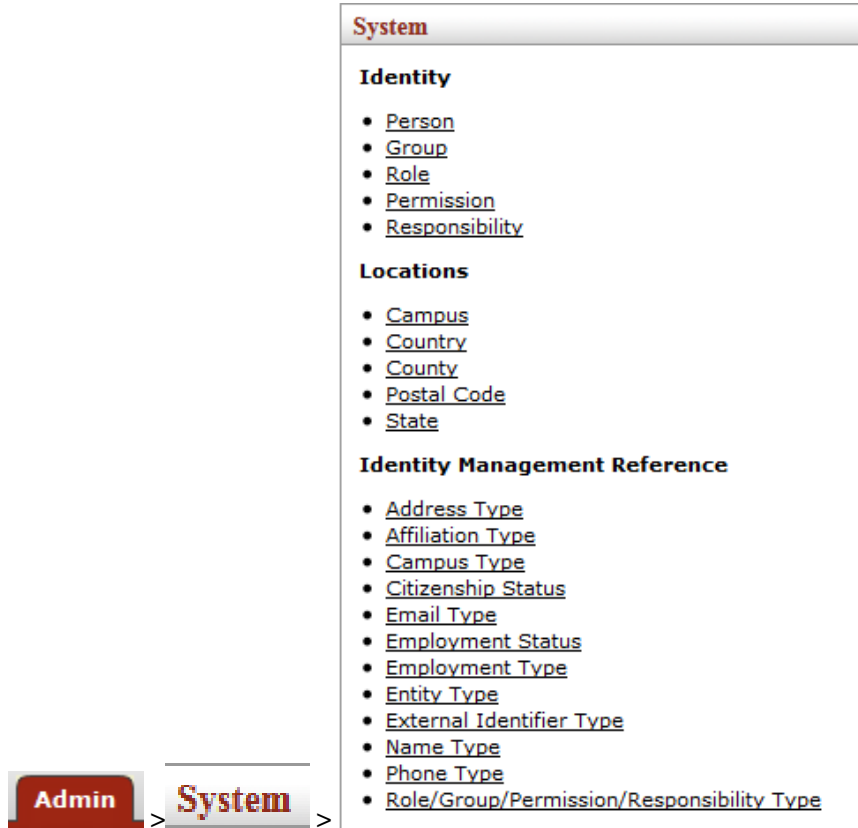 System
Identity
• Person
• Group
• Role
• Permission
• Responsibility
Locations
• Campus
• Country
• County
• Postal Code
• State
Identity Management Reference
• Address Type
• Affiliation Type
• Campus Type
• Citizenship Status
• Email Type
• Employment Status
• Employment Type
• Entity Type
• External Identifier Type
• Name Type
• Phone Type
• Role/Group/Permission/Responsibility Type
Admin > System >